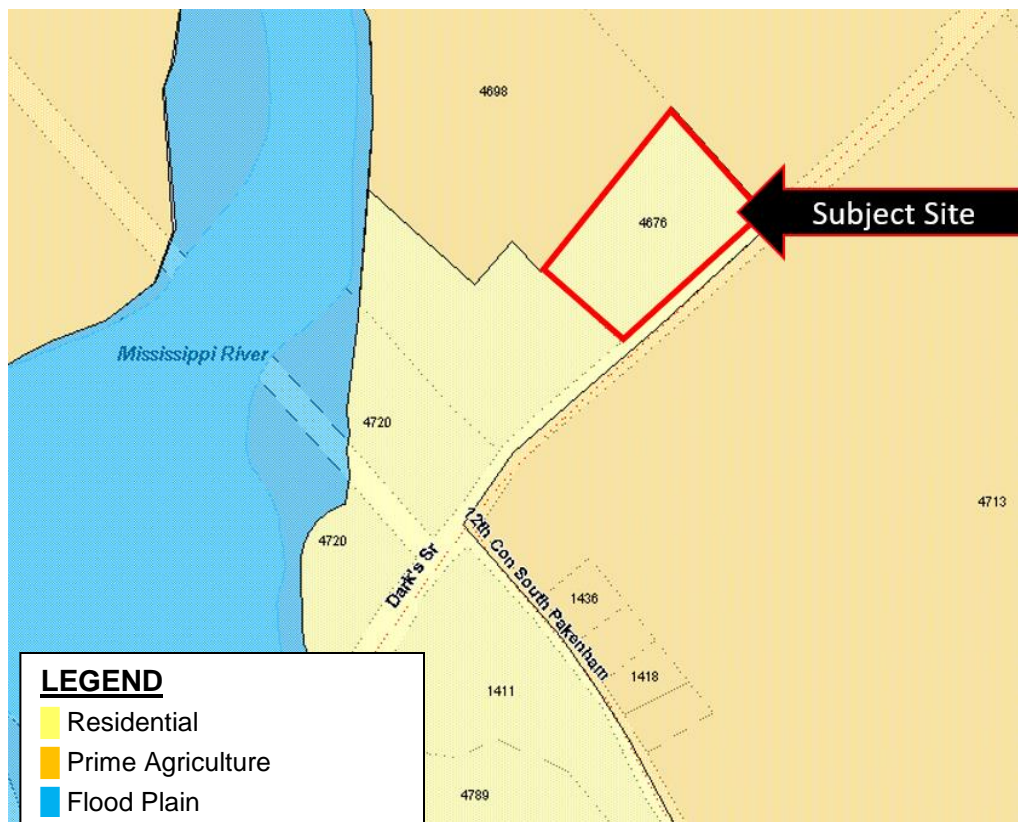 4698
4676
Subject Site
Mississippi River
4720
4713
4720
12th Con South Pakenham
Dark's Sr
1436
1418
1411
4789
LEGEND
Residential
Prime Agriculture
Flood Plain